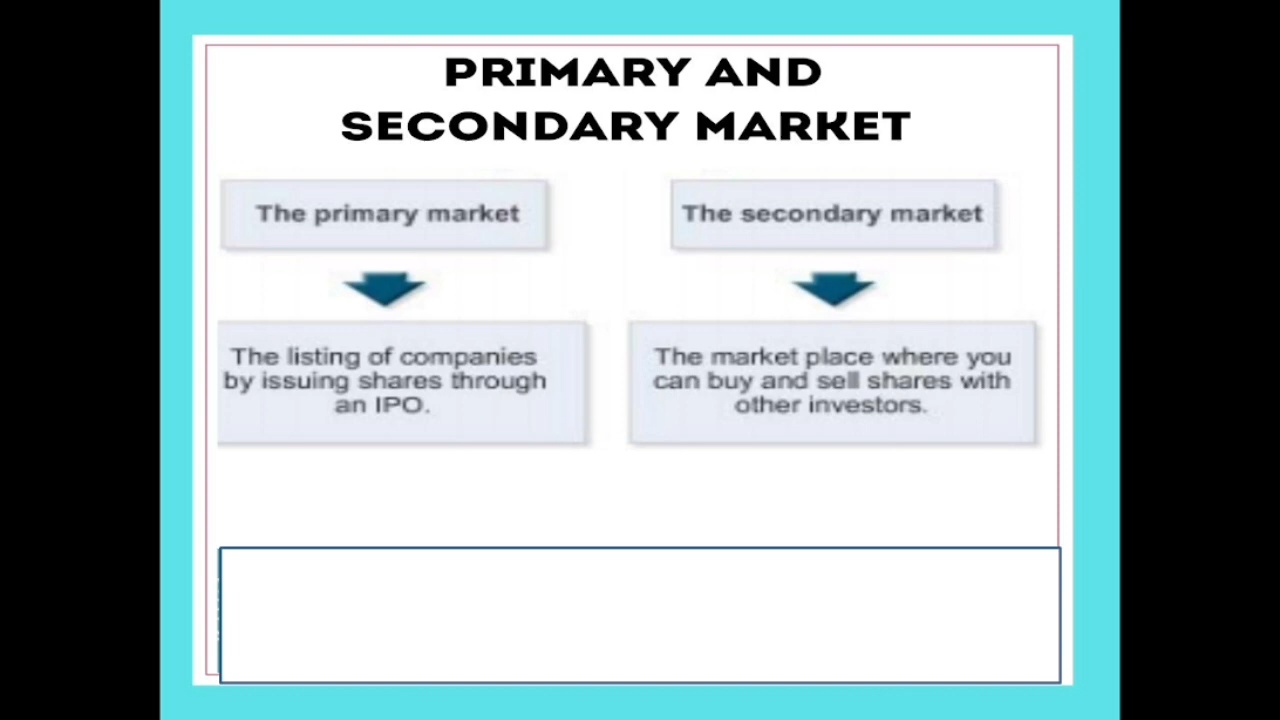 PRIMARY AND
SECONDARY MARKET
The primary market
The secondary market
The listing of companies
by issuing shares through
an IPO.
The market place where you
can buy and sell shares with
other investors.